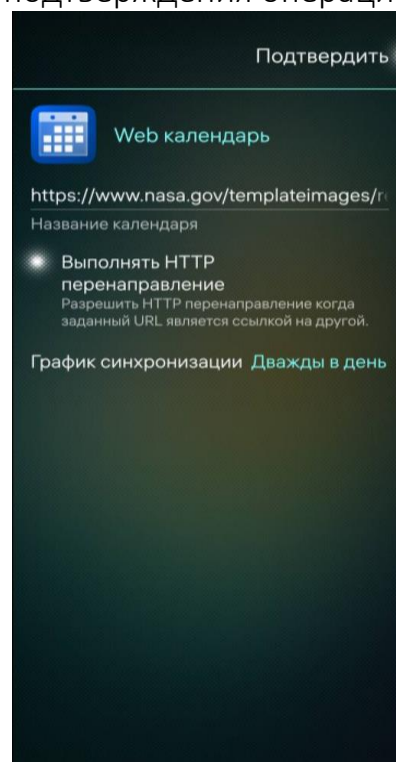 подтверждения операци
Подтвердить
Web календарь
https://www.nasa.gov/templateimages/r
Название календаря
Выполнять HTTP
перенаправление
Разрешить HTTP перенаправление когда
заданный URL является ссылкой на другой.
График синхронизации Дважды в день